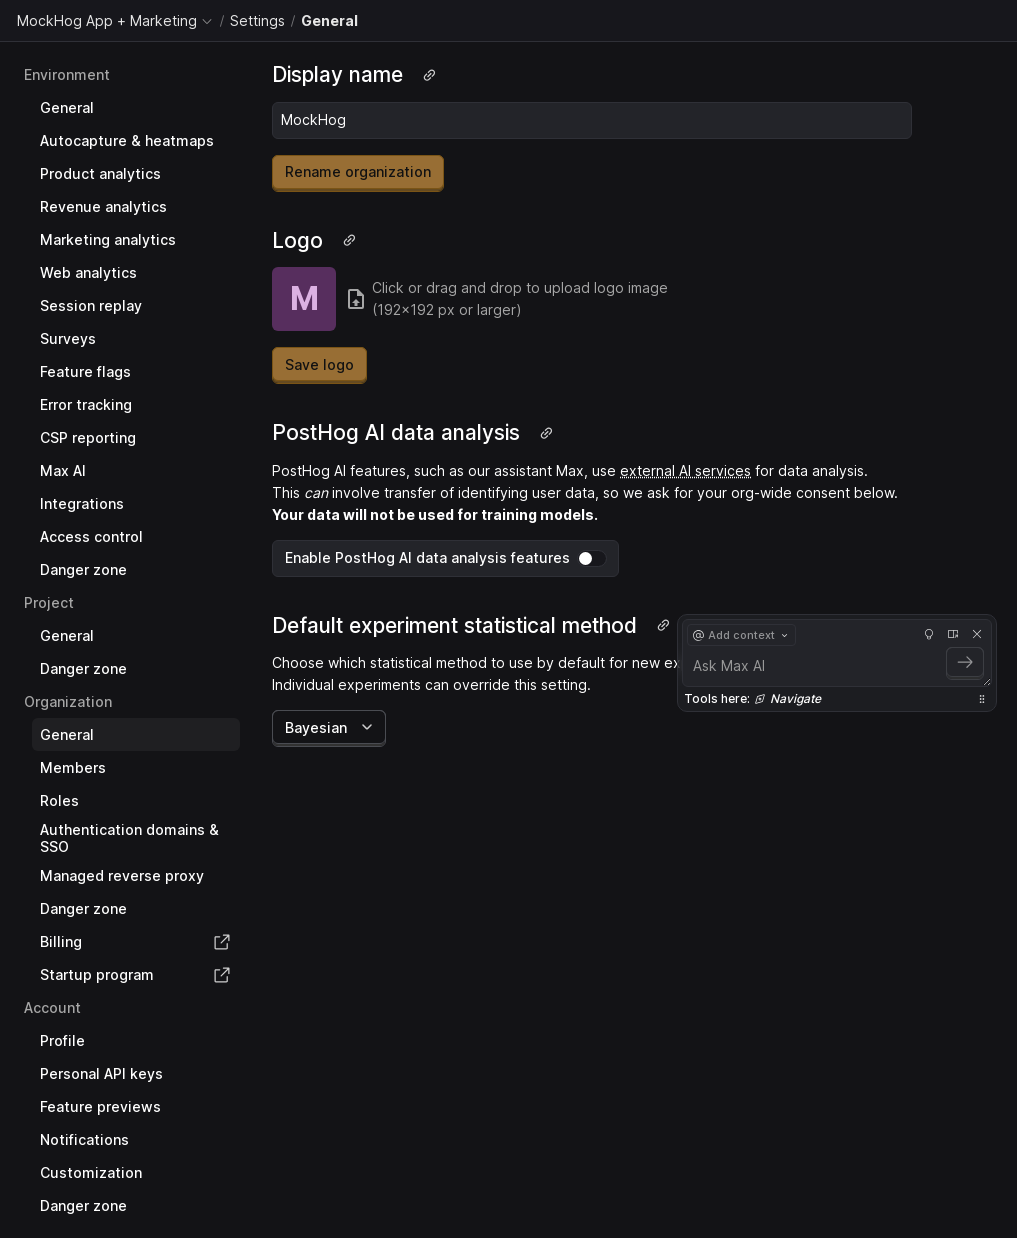 MockHog App + Marketing / Settings / General
Environment
General
Autocapture & heatmaps
Product analytics
Revenue analytics
Marketing analytics
Web analytics
Session replay
Surveys
Feature flags
Error tracking
CSP reporting
Max AI
Integrations
Access control
Danger zone
Project
General
Danger zone
Organization
General
Members
Roles
Authentication domains &
SSO
Managed reverse proxy
Danger zone
Billing
Startup program
Account
Profile
Personal API keys
Feature previews
Notifications
Customization
Danger zone
Display name
MockHog
Rename organization
Logo
M
Click or drag and drop to upload logo image
(192×192 px or larger)
Save logo
PostHog AI data analysis
PostHog AI features, such as our assistant Max, use external AI services for data analysis.
This can involve transfer of identifying user data, so we ask for your org-wide consent below.
Your data will not be used for training models.
Enable PostHog AI data analysis features
Default experiment statistical method
Choose which statistical method to use by default for new
Individual experiments can override this setting.
Bayesian
@ Add context
Ask Max AI
Tools here: Navigate